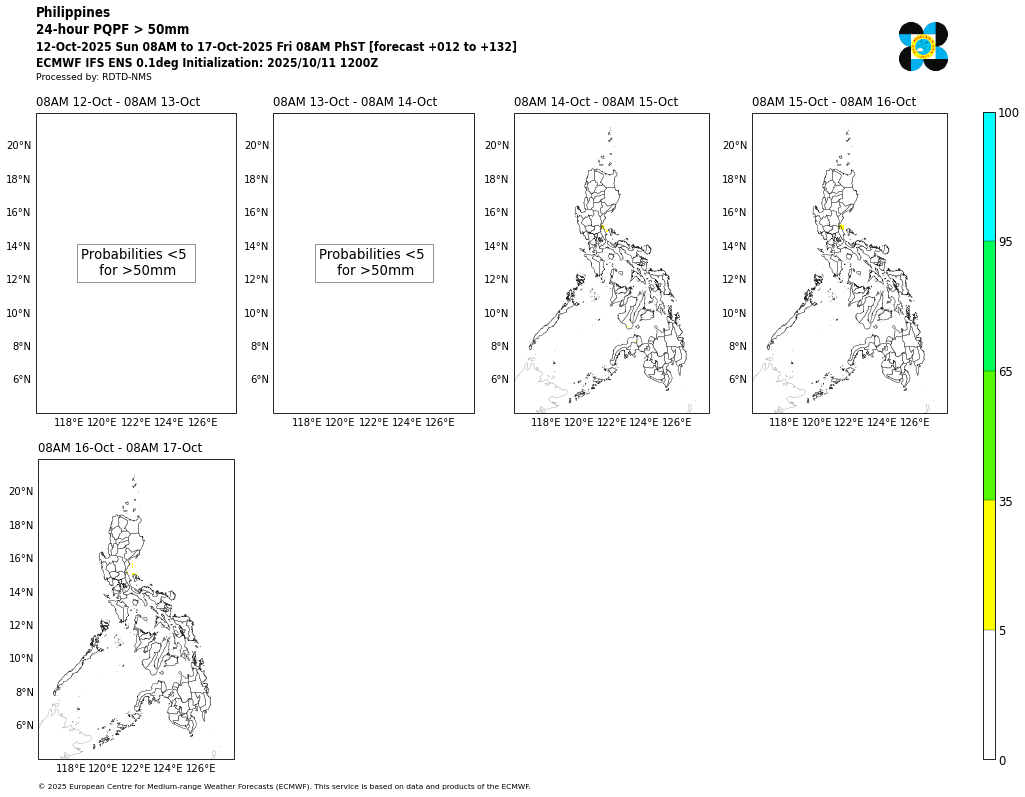 Philippines
24-hour PQPF > 50mm
12-Oct-2025 Sun 08AM to 17-Oct-2025 Fri 08AM PhST [forecast +012 to +132]
ECMWF IFS ENS 0.1deg Initialization: 2025/10/11 1200Z
Processed by: RDTD-NMS
08AM 12-Oct - 08AM 13-Oct
20°N
18°N
16°N
14°N
12°N
10°N
8°N
6°N
Probabilities <5
for >50mm
118°E 120°E 122°E 124°E 126°E
08AM 13-Oct - 08AM 14-Oct
20°N
18°N
16°N
14°N
12°N
10°N
8°N
6°N
Probabilities <5
for >50mm
118°E 120°E 122°E 124°E 126°E
08AM 14-Oct - 08AM 15-Oct
20°N
18°N
16°N
14°N
12°N
10°N
8°N
6°N
118°E 120°E 122°E 124°E 126°E
08AM 15-Oct - 08AM 16-Oct
20°N
18°N
16°N
14°N
12°N
10°N
8°N
6°N
118°E 120°E 122°E 124°E 126°E
100
95
65
35
5
0
08AM 16-Oct - 08AM 17-Oct
20°N
18°N
16°N
14°N
12°N
10°N
8°N
6°N
118°E 120°E 122°E 124°E 126°E
© 2025 European Centre for Medium-range Weather Forecasts (ECMWF). This service is based on data and products of the ECMWF.